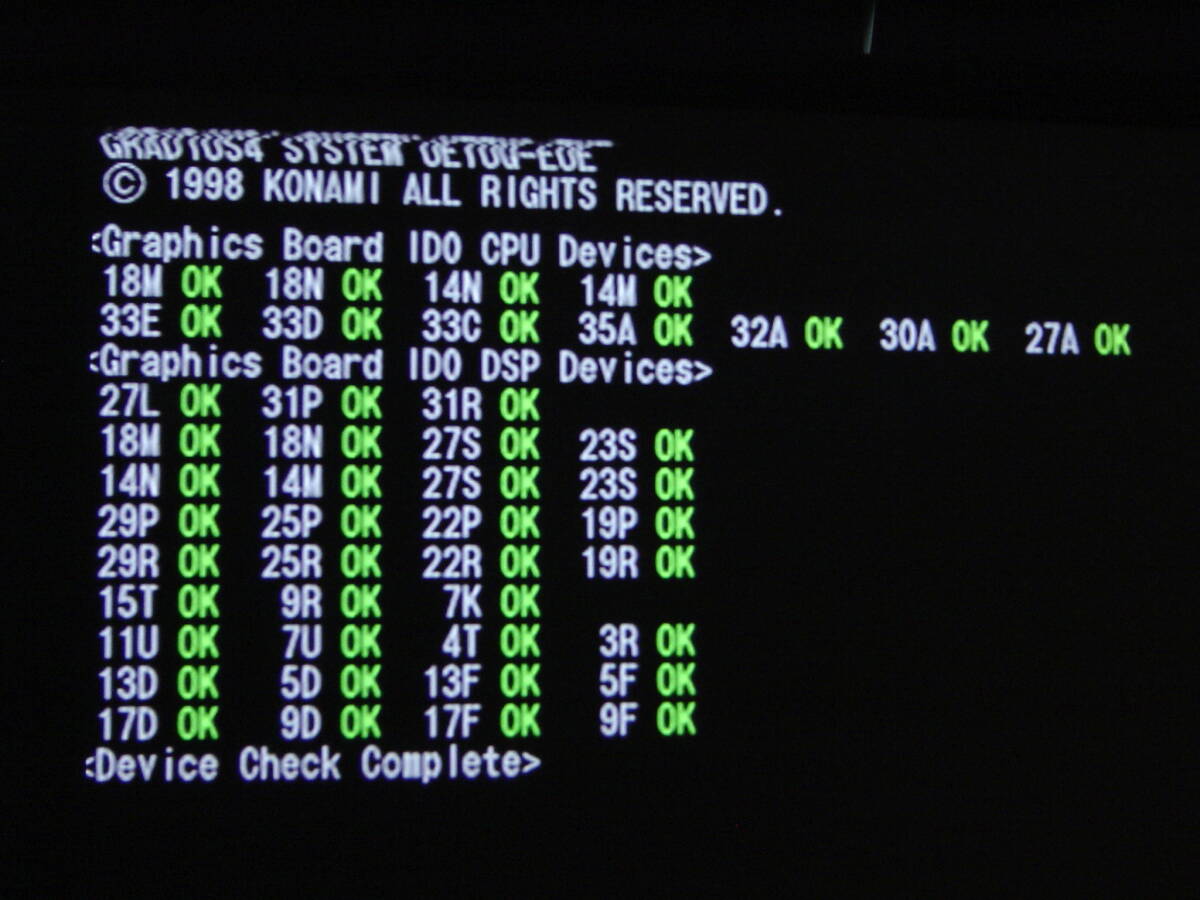 GRADIUS4 SYSTEM
© 1998 KONAMI ALL RIGHTS RESERVED.
<Graphics Board ID0 CPU Devices>
18M OK 18N OK 14N OK 14M OK
33E OK 33D OK 33C OK 35A OK 32A OK 30A OK 27A OK
<Graphics Board ID0 DSP Devices>
27L OK 31P OK 31R OK
18M OK 18N OK 27S OK 23S OK
14N OK 14M OK 27S OK 23S OK
29P OK 25P OK 22P OK 19P OK
29R OK 25R OK 22R OK 19R OK
15T OK 9R OK 7K OK
11U OK 7U OK 4T OK 3R OK
13D OK 5D OK 13F OK 5F OK
17D OK 9D OK 17F OK 9F OK
<Device Check Complete>